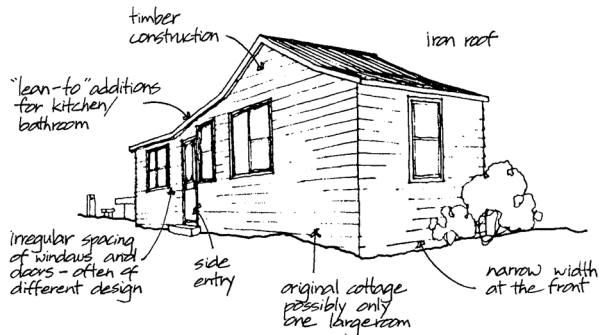 timber
construction
iron roof
"lean-to" additions
for kitchen/
bathroom
irregular spacing
of windows and
doors - often of
different design
side
entry
original cottage
possibly only
one large room
narrow width
at the front